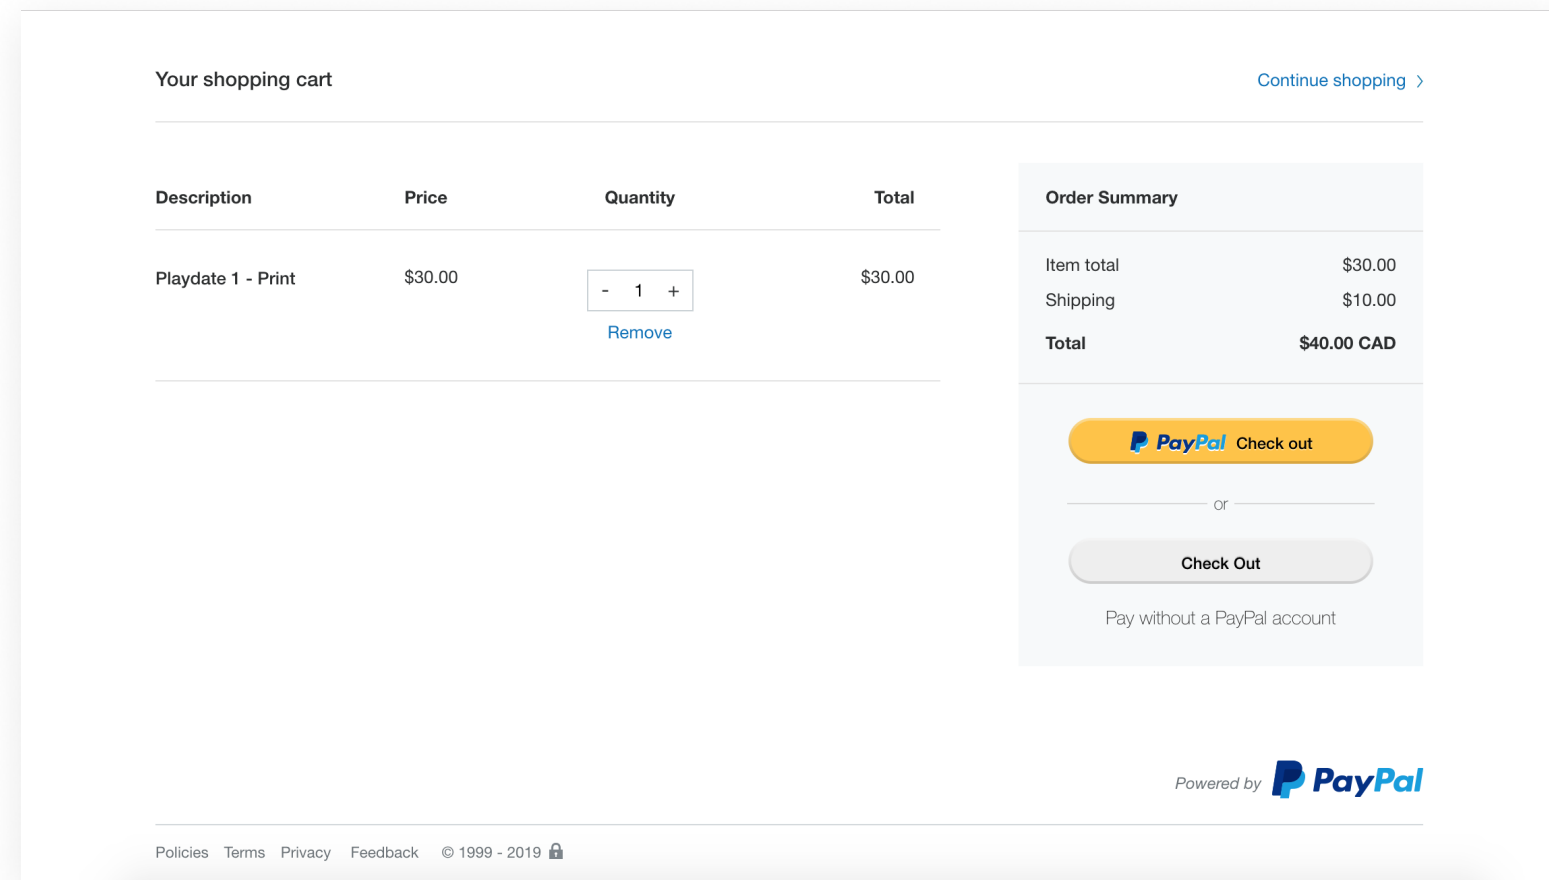 Your shopping cart
Continue shopping >
Description Price Quantity Total
Playdate 1 - Print $30.00 - 1 + $30.00
Remove
Order Summary
Item total $30.00
Shipping $10.00
Total $40.00 CAD
PayPal Check out
or
Check Out
Pay without a PayPal account
Powered by PayPal
Policies Terms Privacy Feedback © 1999 - 2019